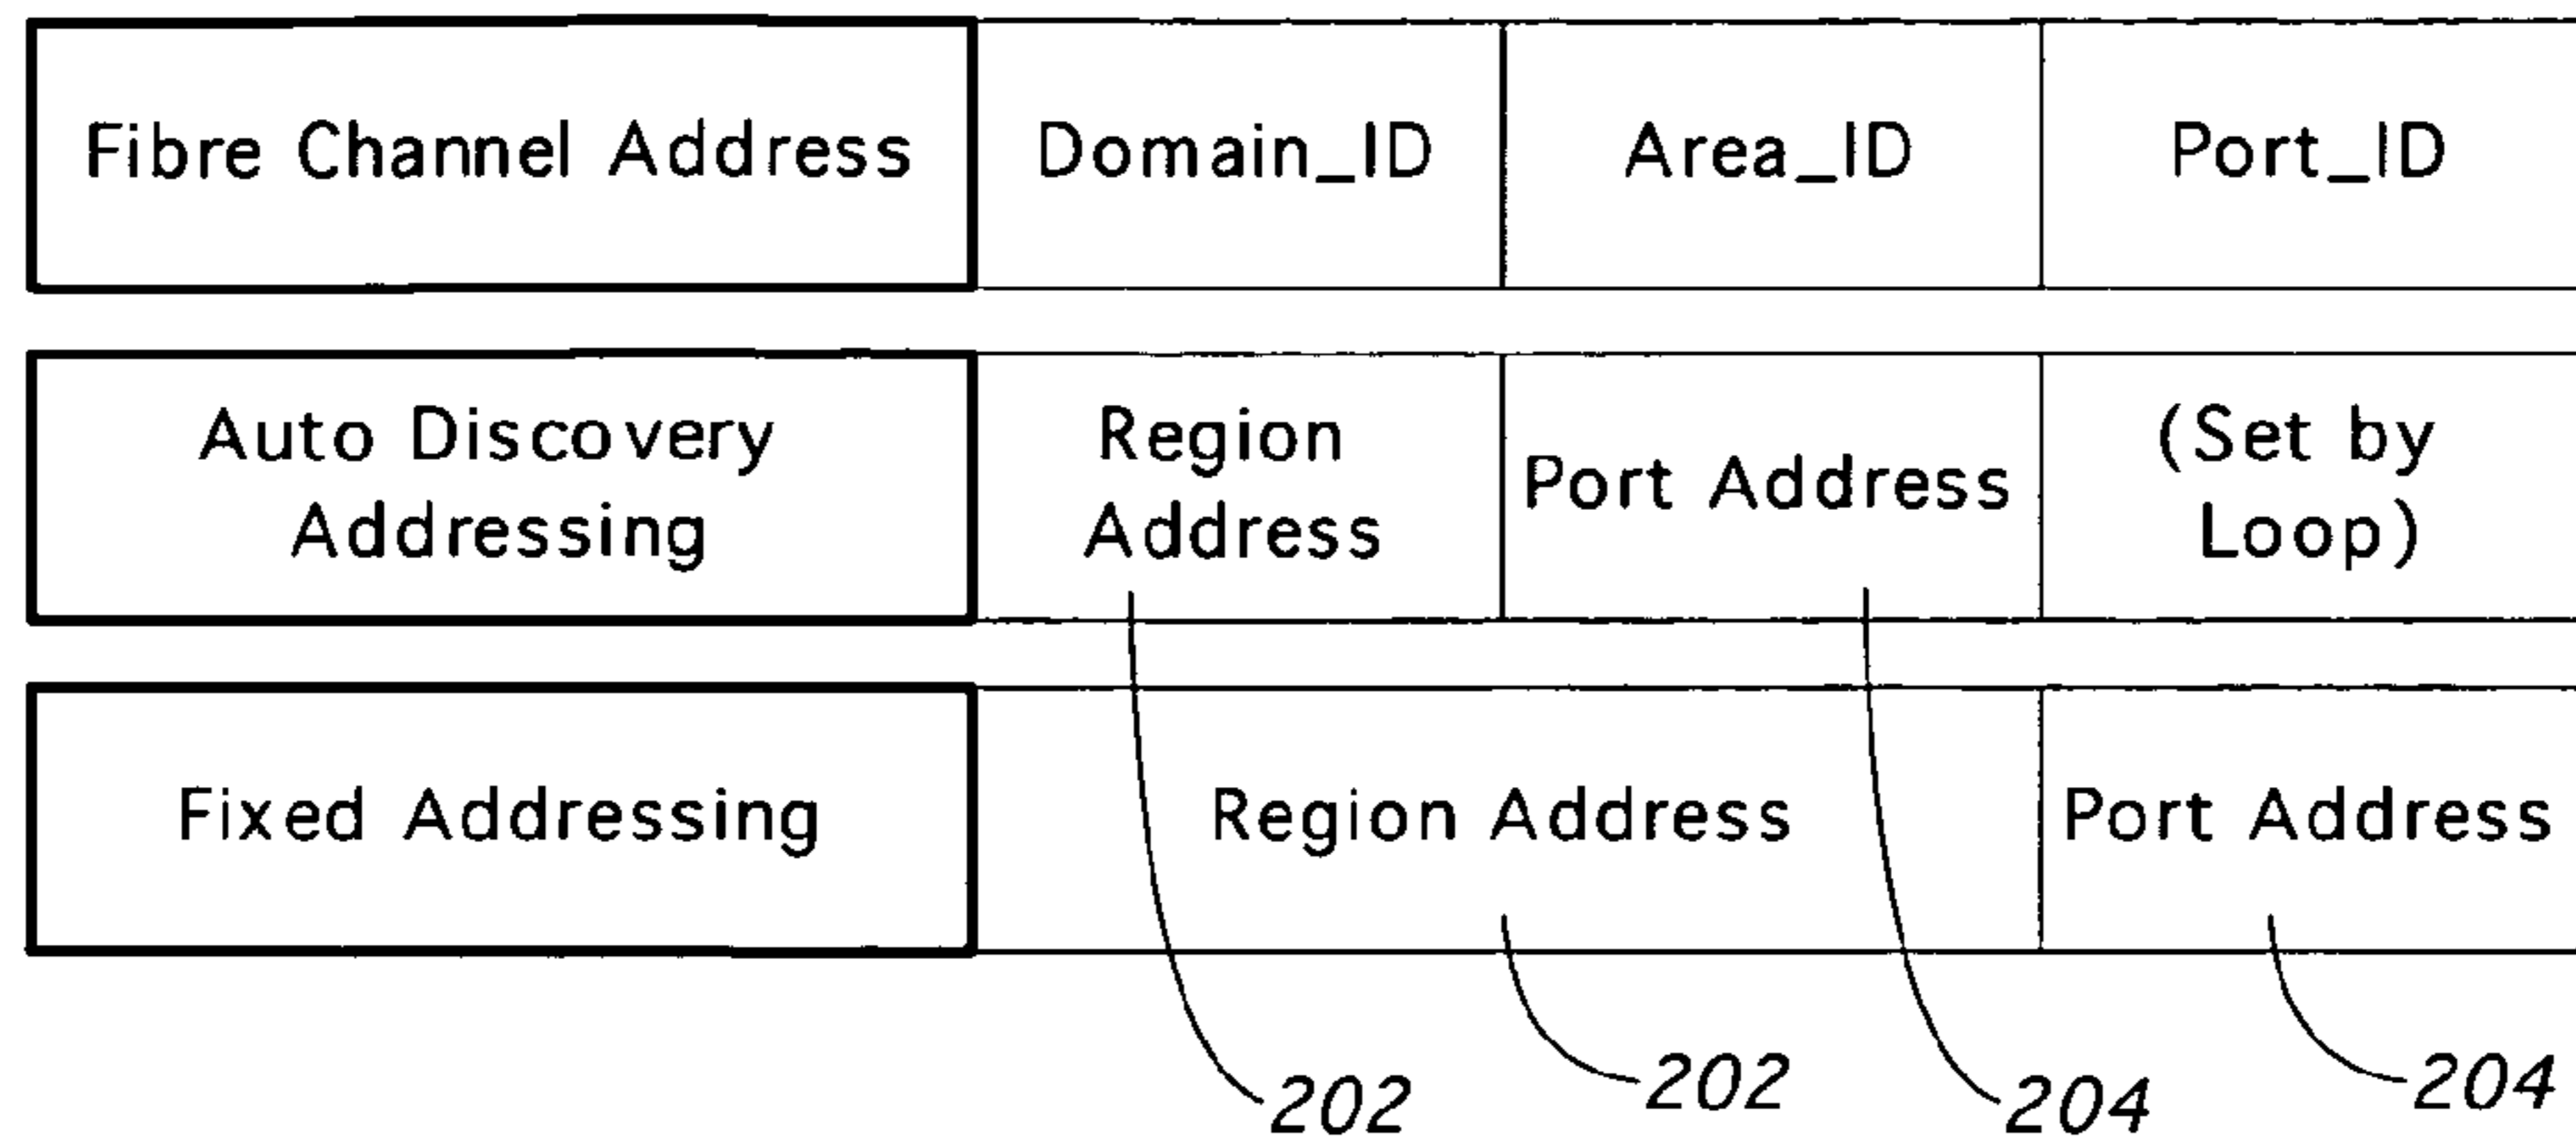 Fibre Channel Address
Domain_ID
Area_ID
Port_ID
Auto Discovery
Addressing
Region
Address
Port Address
(Set by
Loop)
Fixed Addressing
Region Address
Port Address
202
202
204
204